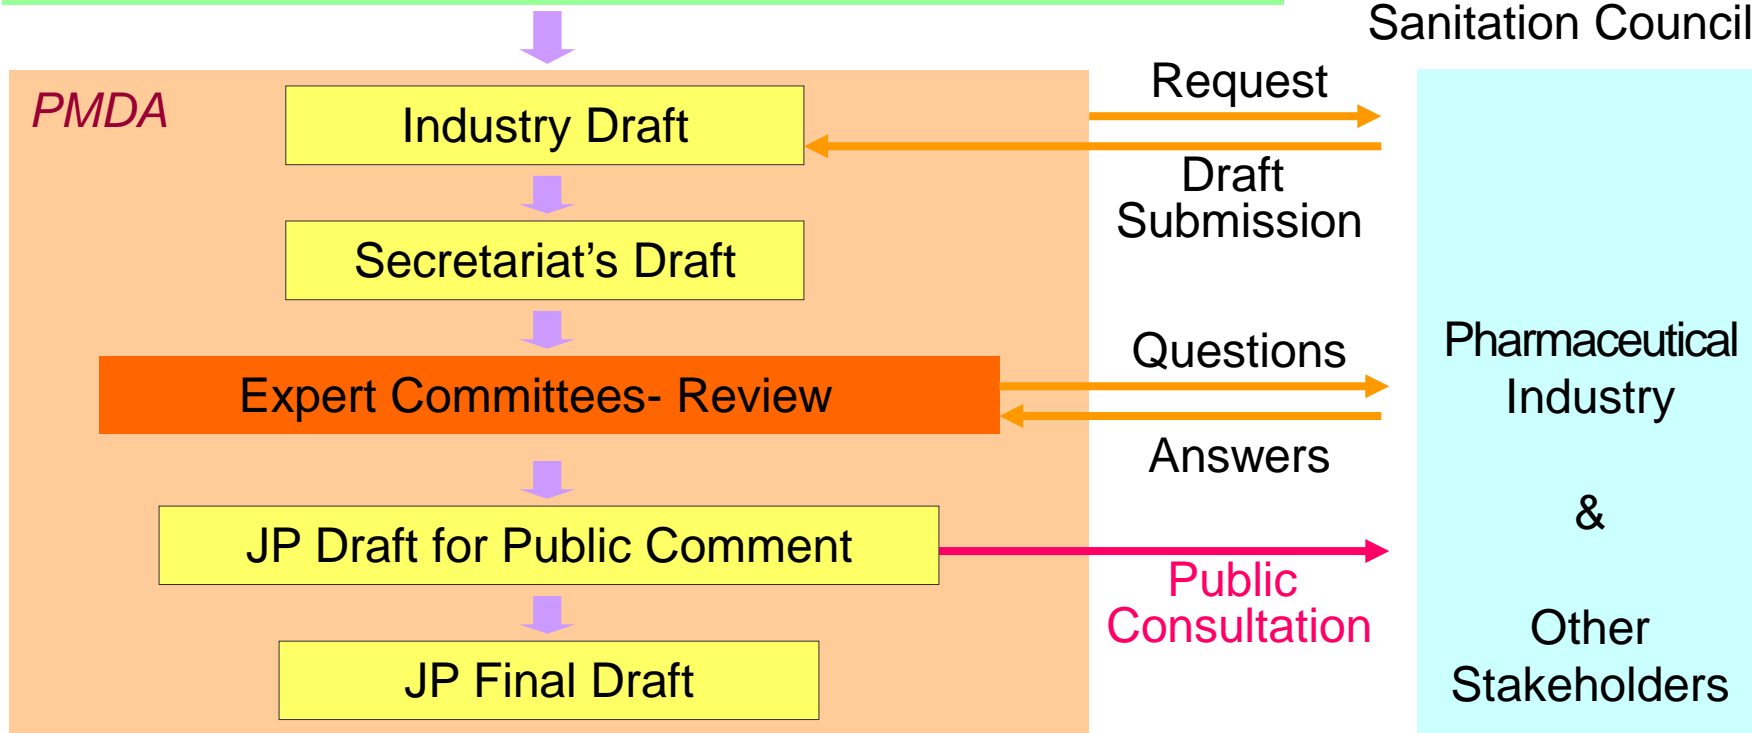 Sanitation Council
PMDA
Industry Draft
Request
Draft
Submission
Secretariat’s Draft
Expert Committees- Review
Questions
Answers
Pharmaceutical
Industry
&
Other
Stakeholders
JP Draft for Public Comment
Public
Consultation
JP Final Draft